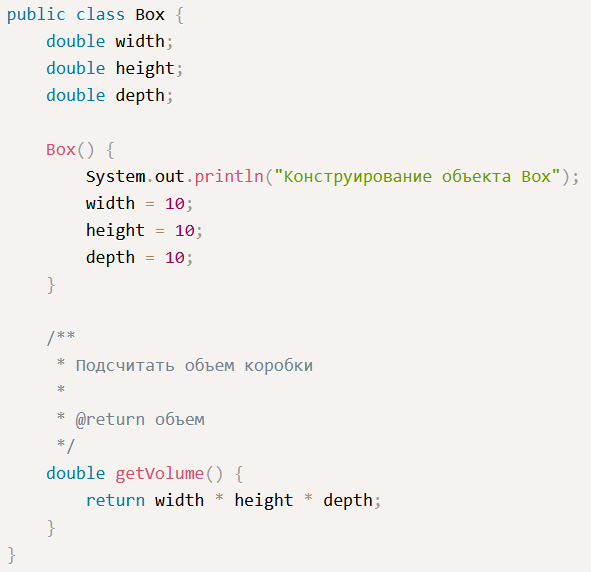 public class Box {
    double width;
    double height;
    double depth;

    Box() {
        System.out.println("Конструирование объекта Box");
        width = 10;
        height = 10;
        depth = 10;
    }

    /**
     * Подсчитать объем коробки
     *
     * @return объем
     */
    double getVolume() {
        return width * height * depth;
    }
}